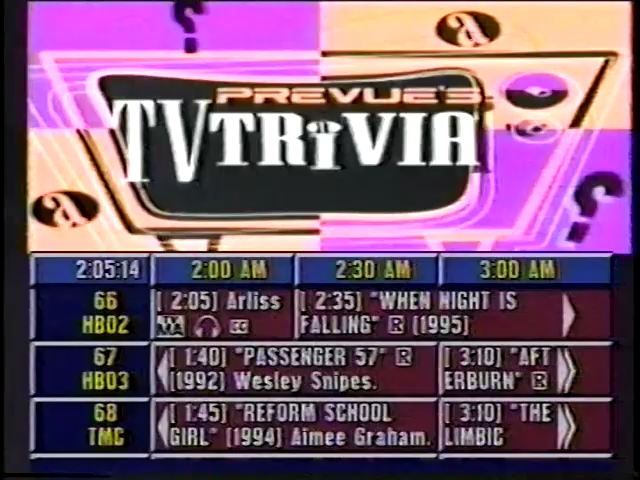 ?
a
PREVUE'S
TV TRiVIA
a
?
2:05:14 2:00 AM 2:30 AM 3:00 AM
66 [ 2:05] Arliss [ 2:35] "WHEN NIGHT IS
HBO2 CC FALLING" R [1995]
67 [ 1:40] "PASSENGER 57" R [ 3:10] "AFT
HBO3 [1992] Wesley Snipes. ERBURN" R
68 [ 1:45] "REFORM SCHOOL [ 3:10] "THE
TMC GIRL" [1994] Aimee Graham. LIMBIC